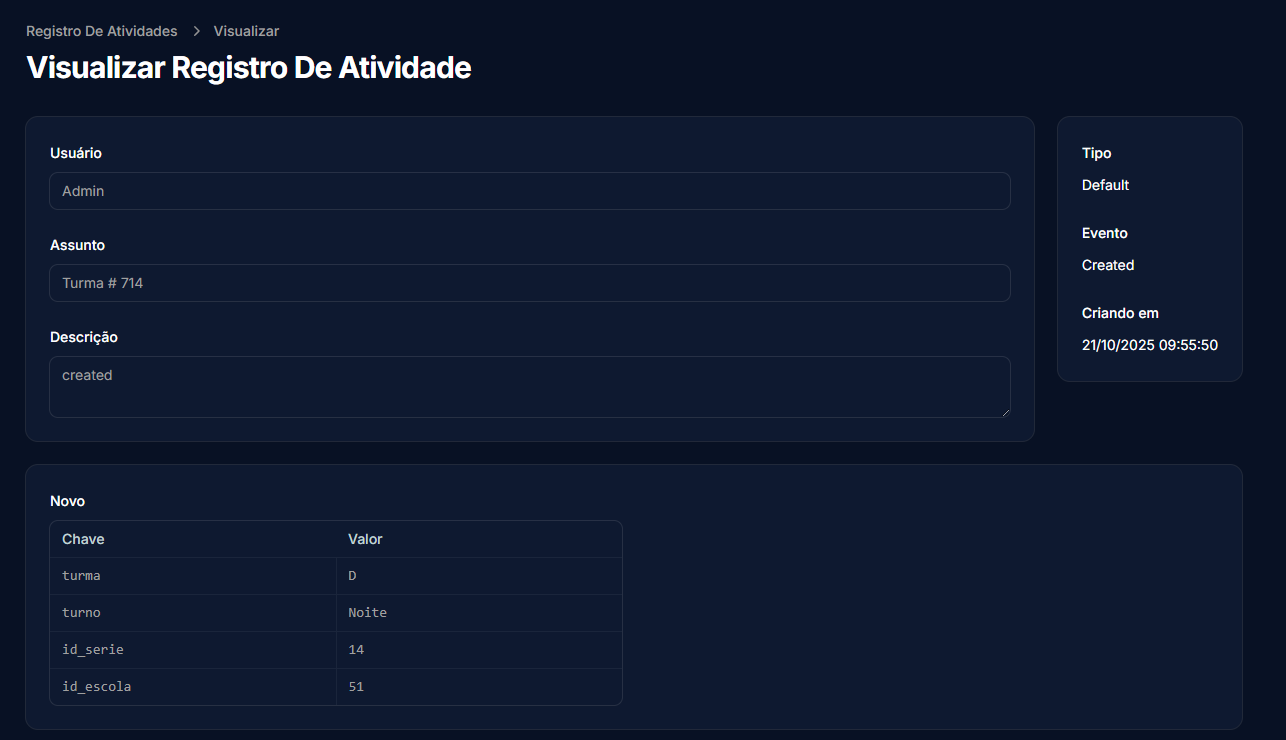 Registro De Atividades > Visualizar
Visualizar Registro De Atividade
Usuário
Admin
Assunto
Turma # 714
Descrição
created
Tipo
Default
Evento
Created
Criando em
21/10/2025 09:55:50
Novo
Chave Valor
turma D
turno Noite
id_serie 14
id_escola 51